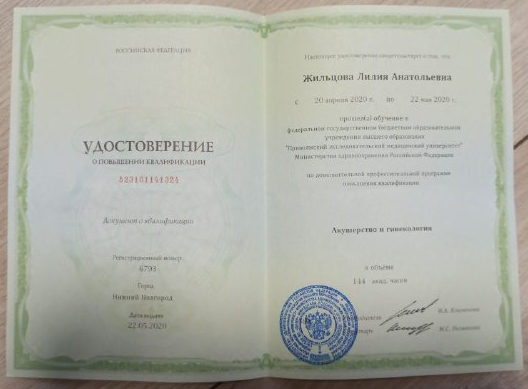 РОССИЙСКАЯ ФЕДЕРАЦИЯ
УДОСТОВЕРЕНИЕ
О ПОВЫШЕНИИ КВАЛИФИКАЦИИ
Документ о квалификации
Регистрационный номер
6793
Город
Нижний Новгород
Дата выдачи
22.05.2020
Настоящее удостоверение свидетельствует о том, что
Жильцова Лилия Анатольевна
с 20 апреля 2020 г. по 22 мая 2020 г.
прошел(а) обучение в
федеральном государственном бюджетном образовательном
учреждении высшего образования
"Приволжский исследовательский медицинский университет"
Министерства здравоохранения Российской Федерации
по дополнительной профессиональной программе
повышения квалификации
Акушерство и гинекология
в объёме
144 акад. часов